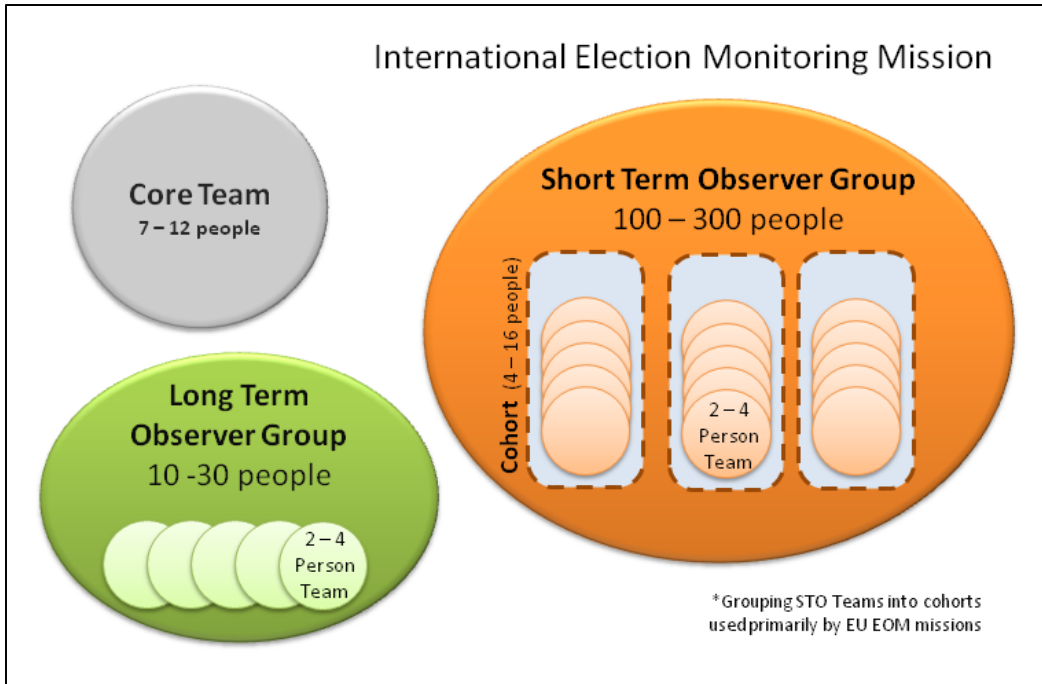 International Election Monitoring Mission
Core Team
7 – 12 people
Short Term Observer Group
100 – 300 people
Cohort (4 – 16 people)
2 – 4
Person
Team
Long Term
Observer Group
10 -30 people
2 – 4
Person
Team
*Grouping STO Teams into cohorts
used primarily by EU EOM missions